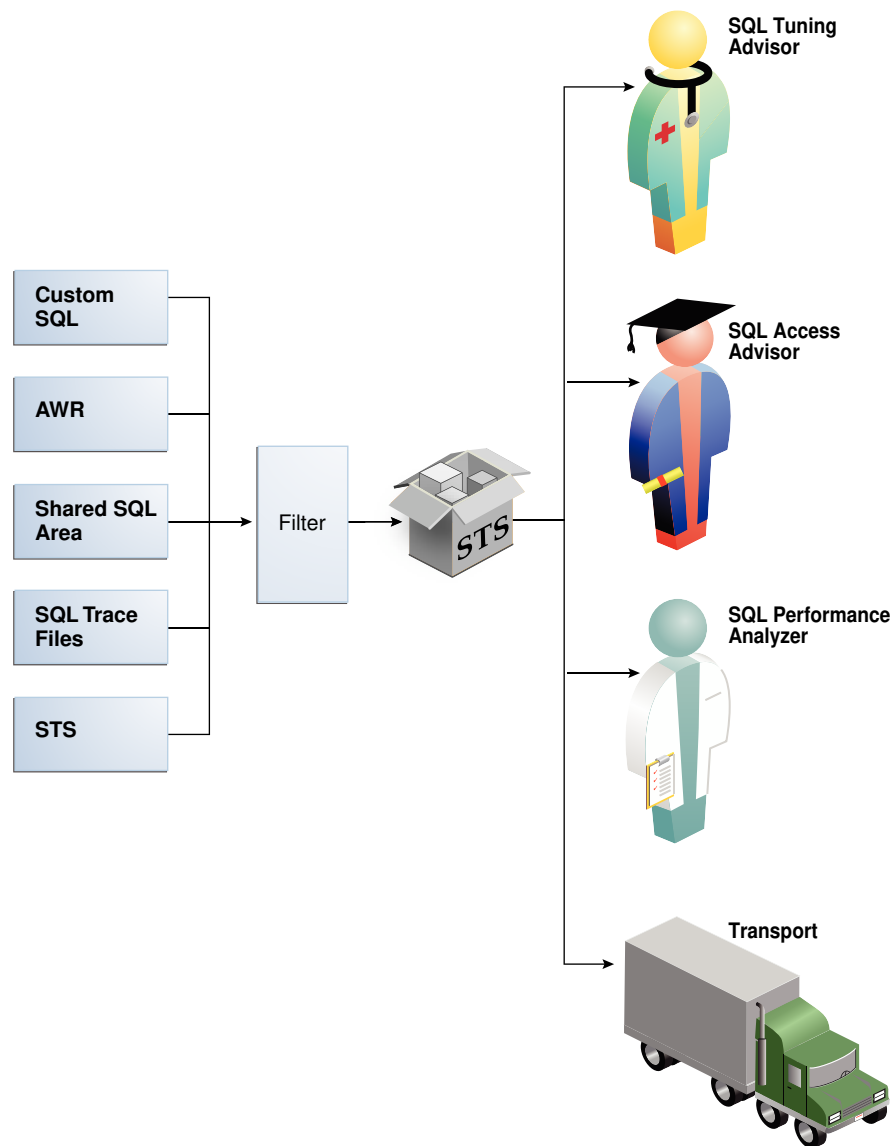 SQL Tuning
Advisor
Custom
SQL
SQL Access
Advisor
AWR
Shared SQL
Area
Filter
STS
SQL Trace
Files
SQL Performance
Analyzer
STS
Transport